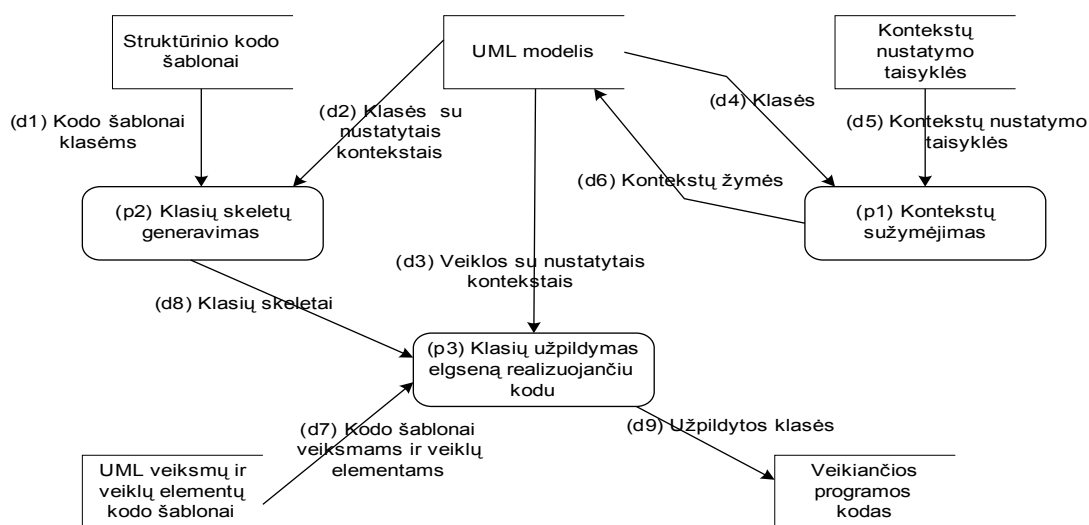 Struktūrinio kodo
šablonai
UML modelis
Kontekstų
nustatymo
taisyklės
(d1) Kodo šablonai
klasėms
(d2) Klasės su
nustatytais
kontekstais
(d4) Klasės
(d5) Kontekstų nustatymo
taisyklės
(d6) Kontekstų žymės
(p2) Klasių skeletų
generavimas
(p1) Kontekstų
sužymėjimas
(d3) Veiklos su nustatytais
kontekstais
(d8) Klasių skeletai
(p3) Klasių užpildymas
elgseną realizuojančiu
kodu
(d7) Kodo šablonai
veiksmams ir veiklų
elementams
(d9) Užpildytos klasės
UML veiksmų ir
veiklų elementų
kodo šablonai
Veikiančios
programos
kodas